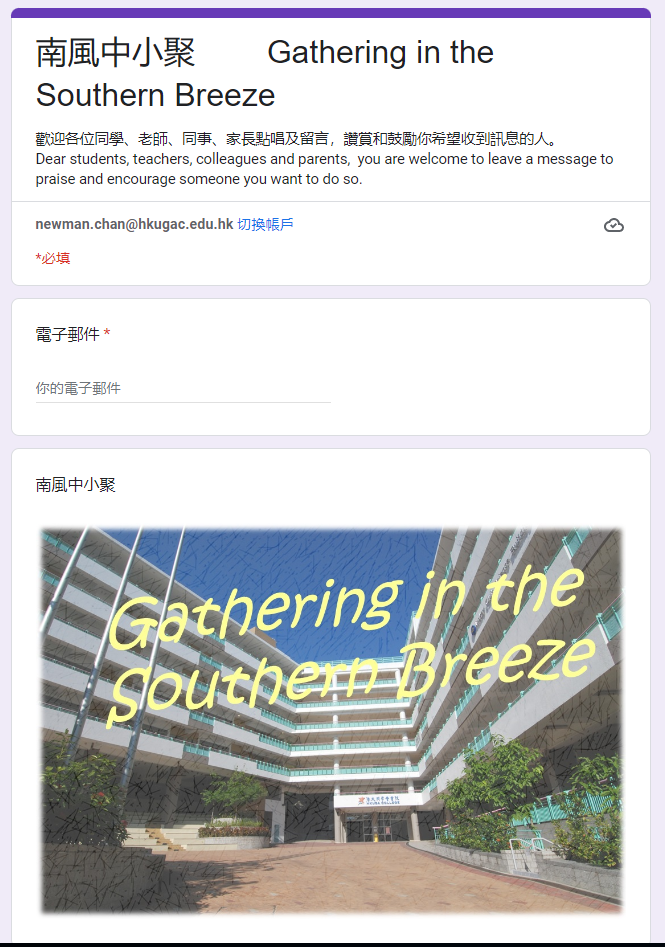 南風中小聚 Gathering in the
Southern Breeze
歡迎各位同學、老師、同事、家長點唱及留言，讚賞和鼓勵你希望收到訊息的人。
Dear students, teachers, colleagues and parents, you are welcome to leave a message to
praise and encourage someone you want to do so.
newman.chan@hkugac.edu.hk 切換帳戶
*必填
電子郵件 *
你的電子郵件
南風中小聚
Gathering in the
Southern Breeze